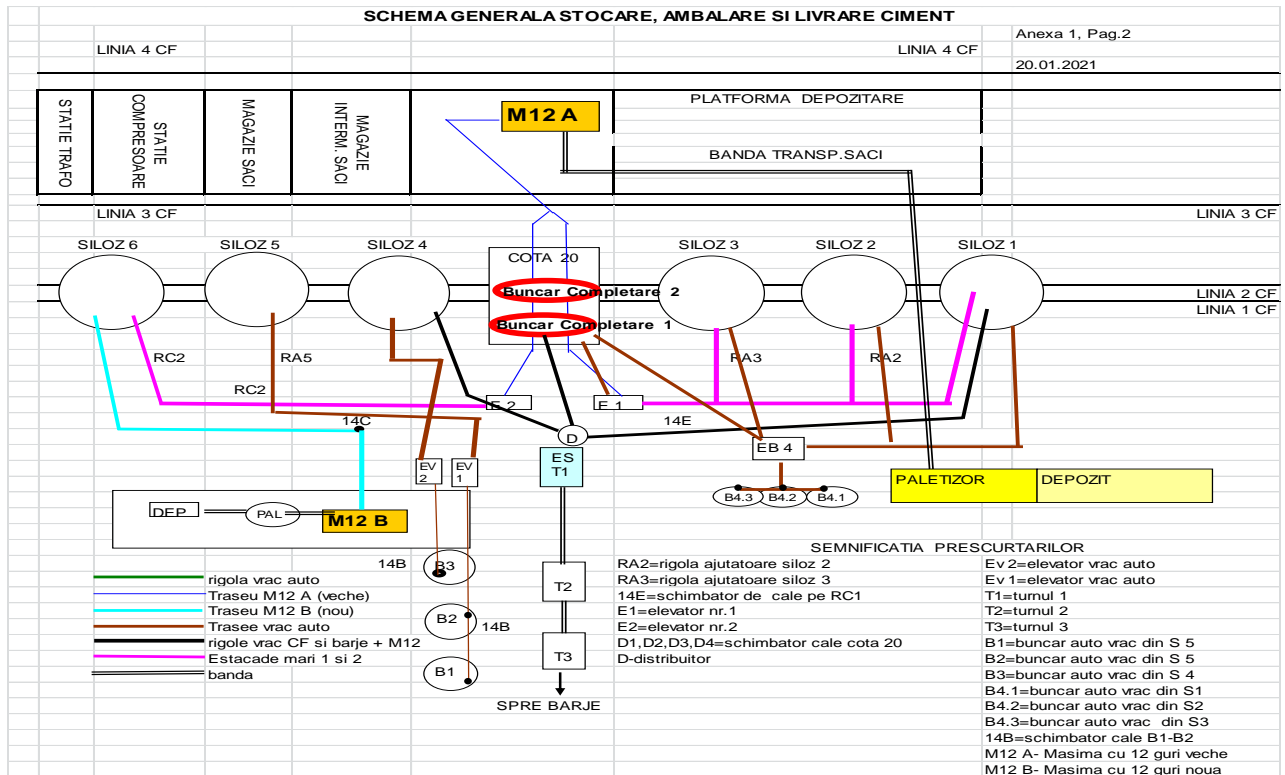 SCHEMA GENERALA STOCARE, AMBALARE SI LIVRARE CIMENT
Anexa 1, Pag.2
LINIA 4 CF
LINIA 4 CF
20.01.2021
STATIE TRAFO
STATIE COMPRESOARE
MAGAZIE SACI
MAGAZIE INTERM. SACI
M12 A
PLATFORMA DEPOZITARE
BANDA TRANSP.SACI
LINIA 3 CF
LINIA 3 CF
SILOZ 6
SILOZ 5
SILOZ 4
COTA 20
SILOZ 3
SILOZ 2
SILOZ 1
Buncar Completare 2
Buncar Completare 1
LINIA 2 CF
LINIA 1 CF
RC2
RA5
RA3
RA2
RC2
E 2
E 1
14C
14E
D
EB 4
ES
T1
EV
2
EV
1
PALETIZOR
DEPOZIT
B4.3
B4.2
B4.1
DEP
PAL
M12 B
14B
B3
B2
14B
B1
T2
T3
SPRE BARJE
rigola vrac auto
Traseu M12 A (veche)
Traseu M12 B (nou)
Trasee vrac auto
rigole vrac CF si barje + M12
Estacade mari 1 si 2
banda
SEMNIFICATIA PRESCURTARILOR
RA2=rigola ajutatoare siloz 2
RA3=rigola ajutatoare siloz 3
14E=schimbator de cale pe RC1
E1=elevator nr.1
E2=elevator nr.2
D1,D2,D3,D4=schimbator cale cota 20
D-distribuitor
Ev 2=elevator vrac auto
Ev 1=elevator vrac auto
T1=turnul 1
T2=turnul 2
T3=turnul 3
B1=buncar auto vrac din S 5
B2=buncar auto vrac din S 5
B3=buncar auto vrac din S 4
B4.1=buncar auto vrac din S1
B4.2=buncar auto vrac din S2
B4.3=buncar auto vrac din S3
14B=schimbator cale B1-B2
M12 A- Masima cu 12 guri veche
M12 B- Masima cu 12 guri noua